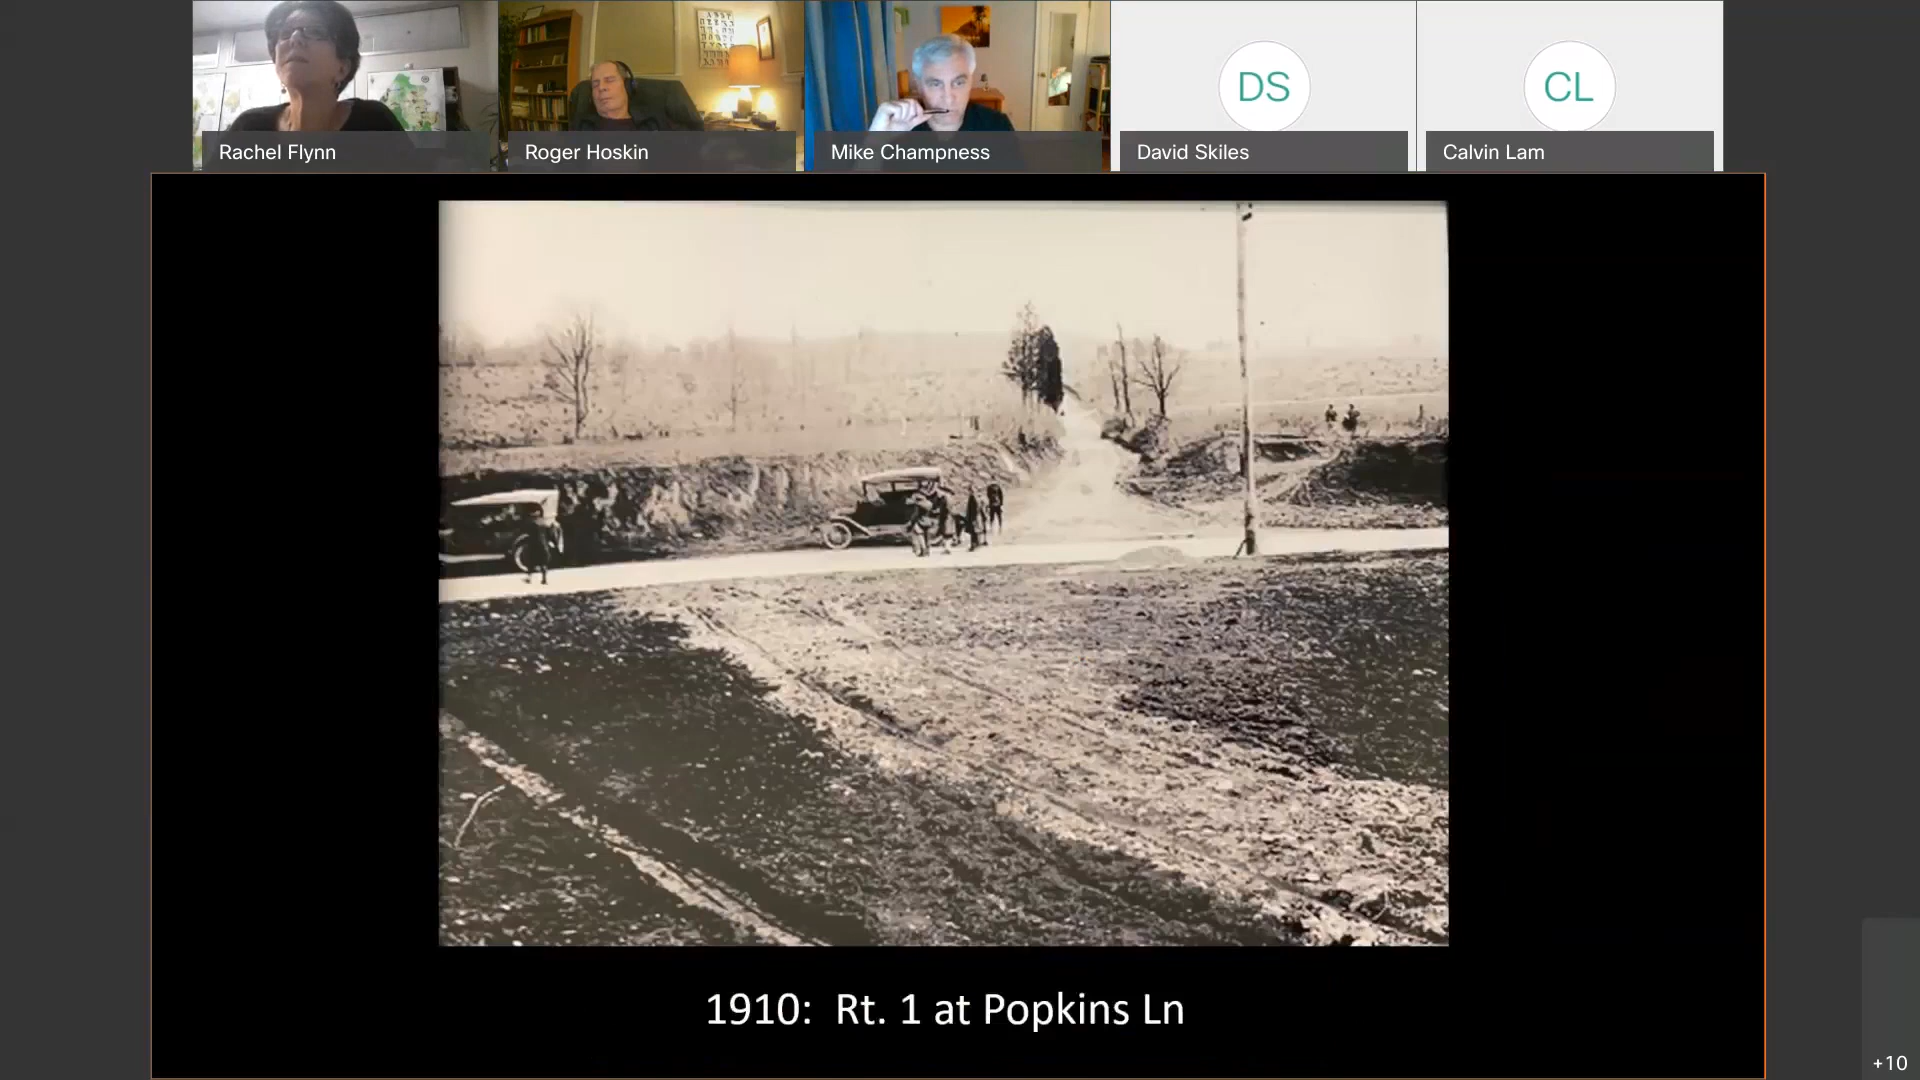 Rachel Flynn
Roger Hoskin
Mike Champness
DS
David Skiles
CL
Calvin Lam
1910:  Rt. 1 at Popkins Ln
+10